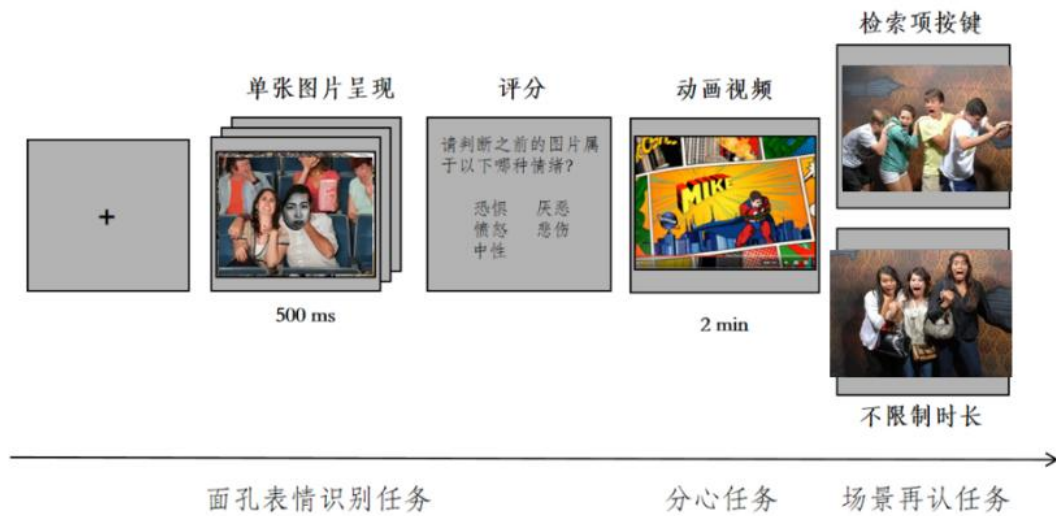 检索项按键
单张图片呈现
评分
动画视频
+
请判断之前的图片属
于以下哪种情绪?
恐惧 厌恶
愤怒 悲伤
中性
MIKE
500 ms
2 min
不限制时长
面孔表情识别任务
分心任务
场景再认任务